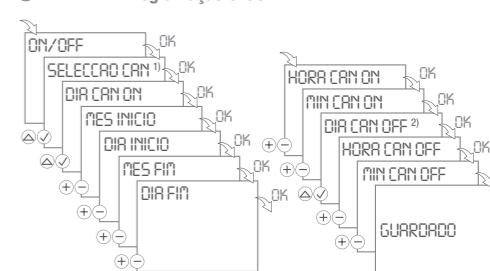 ON/OFF
OK
SELECCAO CAN 1)
OK
DIA CAN ON
OK
MES INICIO
OK
DIA INICIO
OK
MES FIM
OK
DIA FIM
OK
HORA CAN ON
OK
MIN CAN ON
OK
DIA CAN OFF 2)
OK
HORA CAN OFF
OK
MIN CAN OFF
OK
GUARDADO